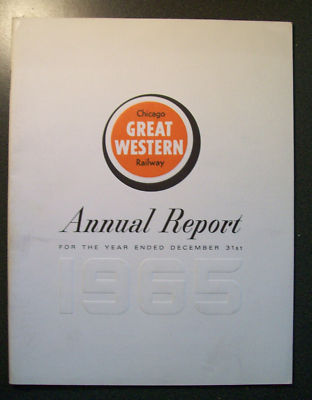 Chicago
GREAT
WESTERN
Railway
Annual Report
FOR THE YEAR ENDED DECEMBER 31st
1965